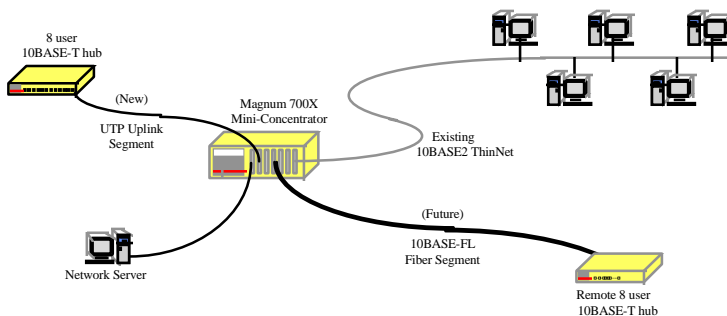 8 user
10BASE-T hub
(New)
UTP Uplink
Segment
Magnum 700X
Mini-Concentrator
Existing
10BASE2 ThinNet
Network Server
(Future)
10BASE-FL
Fiber Segment
Remote 8 user
10BASE-T hub